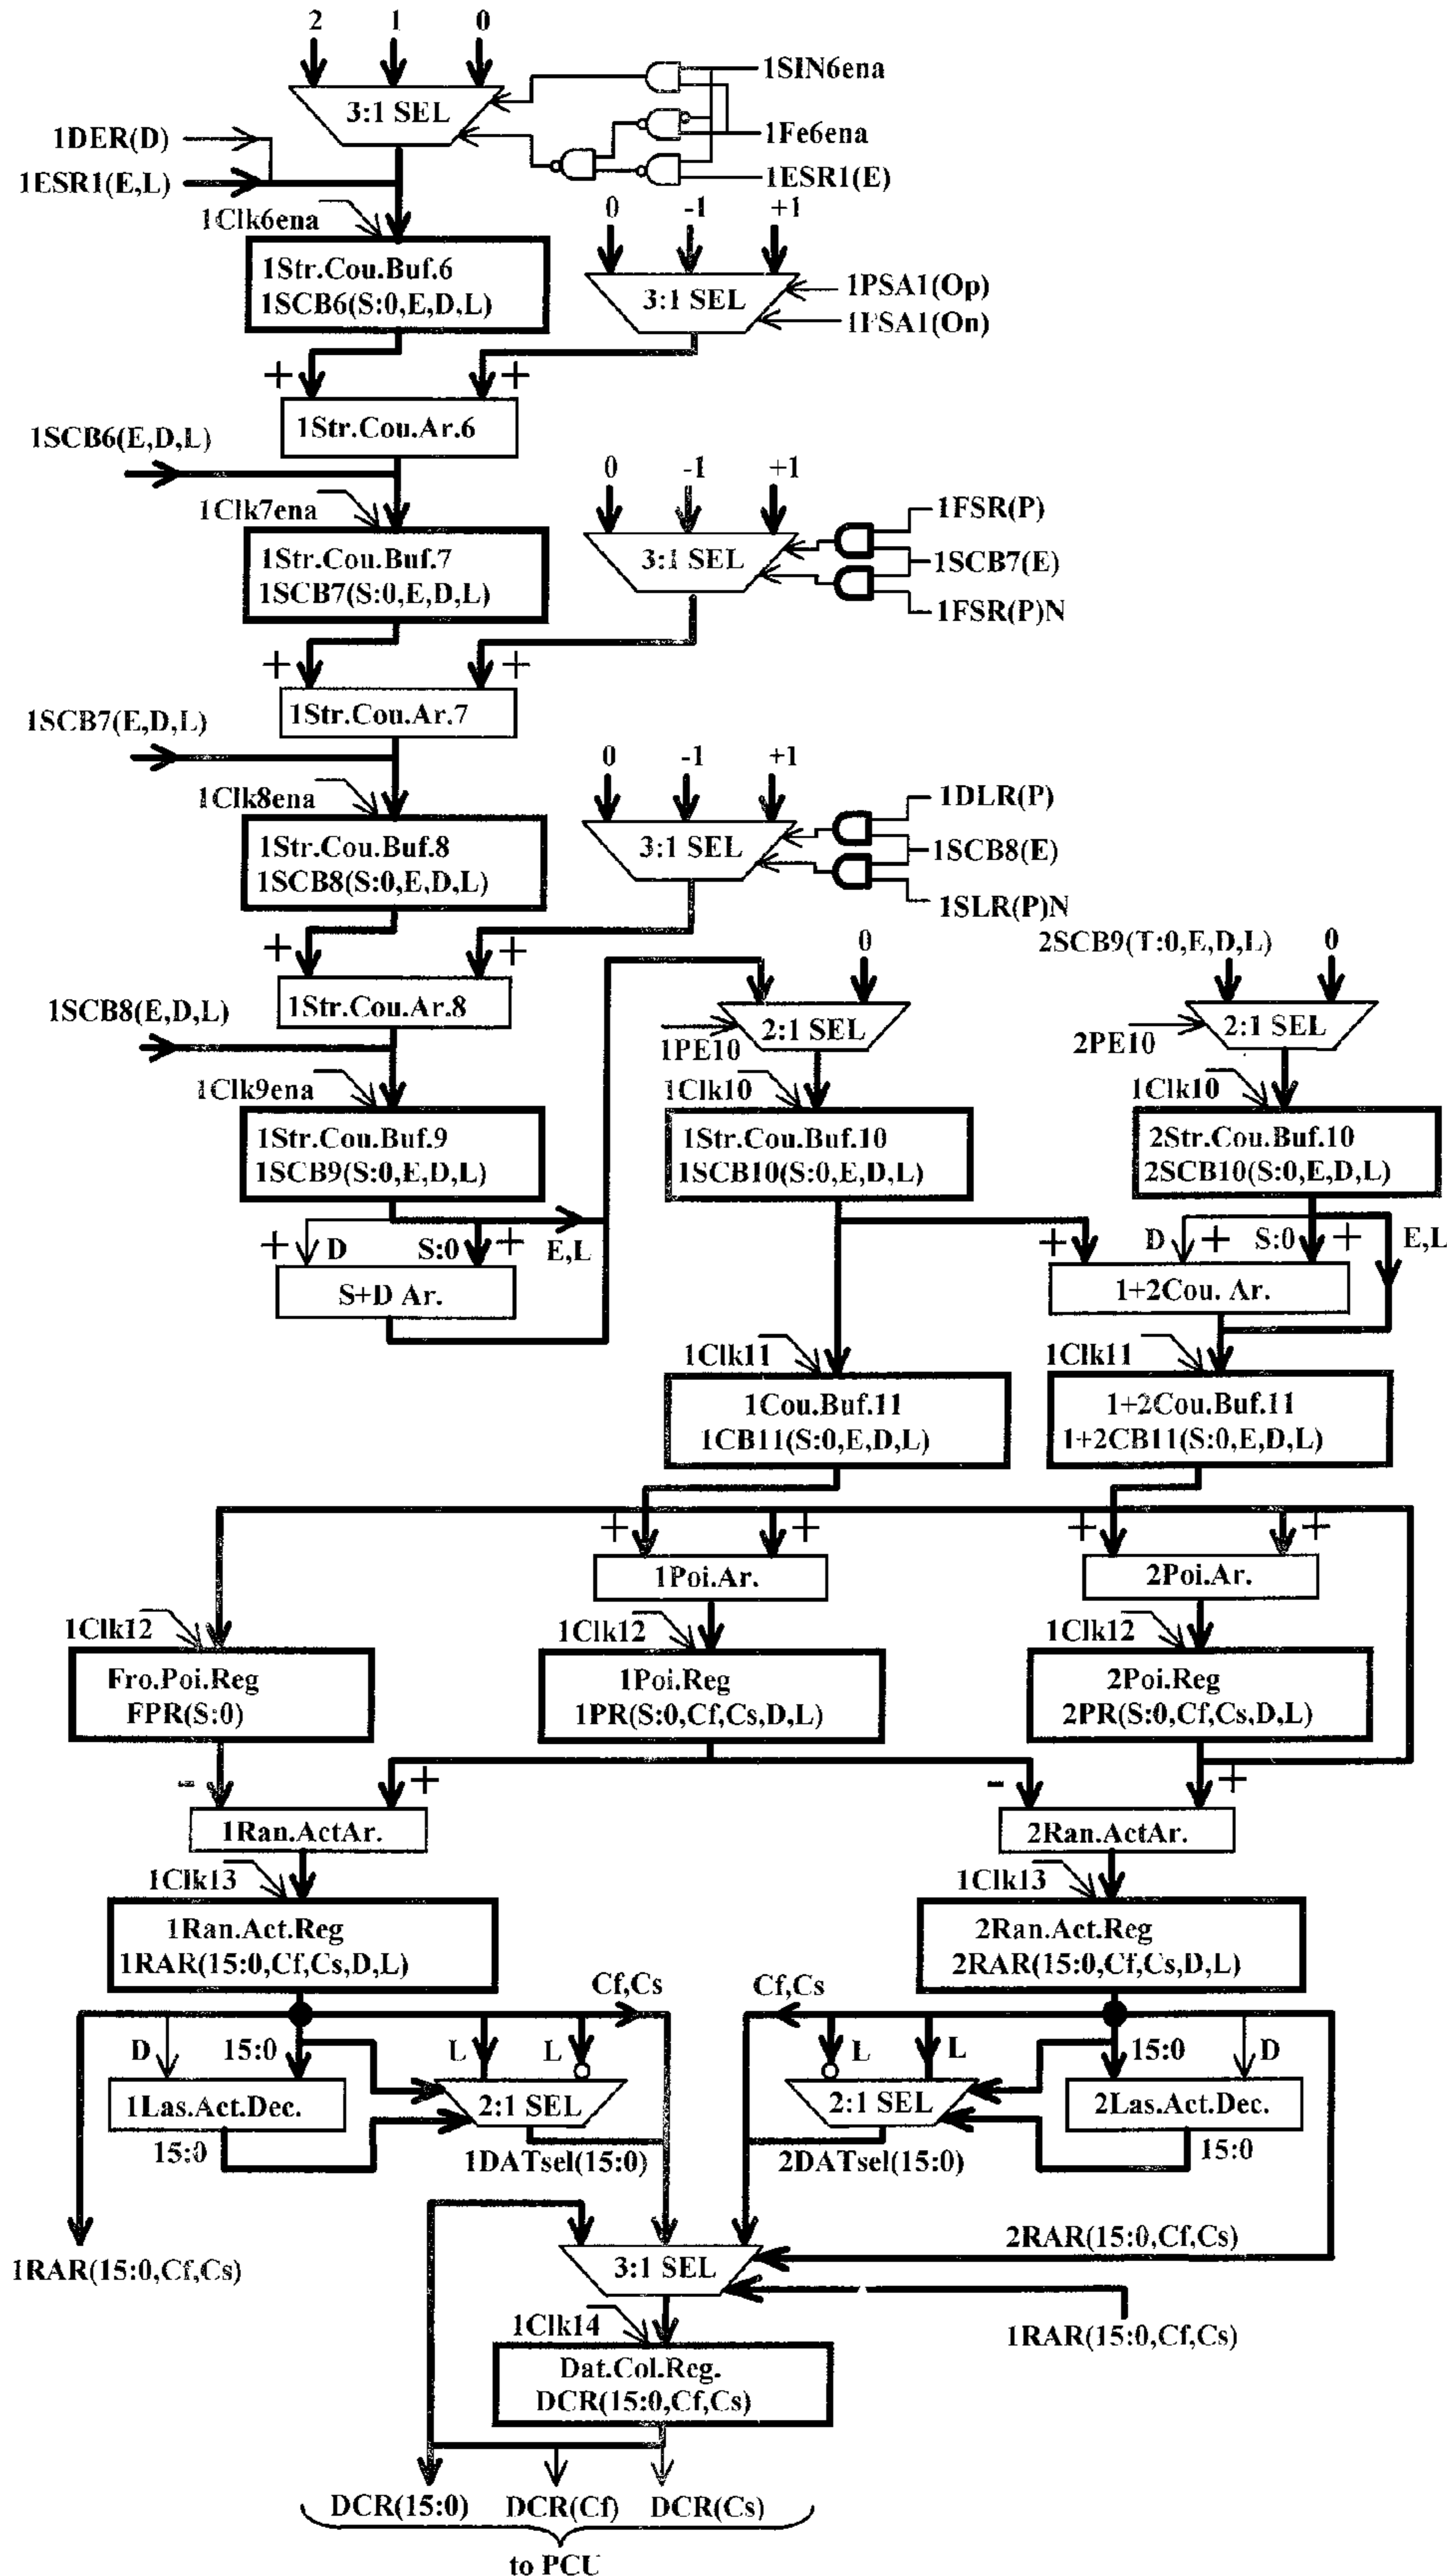 2 1 0
1SIN6ena
3:1 SEL
1DER(D)
1Fe6ena
1ESR1(E,L)
1ESR1(E)
1Clk6ena
0 -1 +1
1Str.Cou.Buf.6
1SCB6(S:0,E,D,L)
3:1 SEL
1PSA1(Op)
1PSA1(On)
+ +
1Str.Cou.Ar.6
1SCB6(E,D,L)
0 -1 +1
1Clk7ena
1FSR(P)
1Str.Cou.Buf.7
1SCB7(S:0,E,D,L)
3:1 SEL
1SCB7(E)
1FSR(P)N
+ +
1Str.Cou.Ar.7
1SCB7(E,D,L)
0 -1 +1
1Clk8ena
1DLR(P)
1Str.Cou.Buf.8
1SCB8(S:0,E,D,L)
3:1 SEL
1SCB8(E)
1SLR(P)N
+ +
0
2SCB9(T:0,E,D,L) 0
1Str.Cou.Ar.8
1SCB8(E,D,L)
2:1 SEL
2:1 SEL
1PE10
2PE10
1Clk9ena
1Clk10
1Clk10
1Str.Cou.Buf.9
1SCB9(S:0,E,D,L)
1Str.Cou.Buf.10
1SCB10(S:0,E,D,L)
2Str.Cou.Buf.10
2SCB10(S:0,E,D,L)
+ D S:0 + E,L
+ D + S:0 + E,L
S+D Ar.
1+2Cou. Ar.
1Clk11
1Clk11
1Cou.Buf.11
1CB11(S:0,E,D,L)
1+2Cou.Buf.11
1+2CB11(S:0,E,D,L)
+ + + +
1Poi.Ar.
2Poi.Ar.
1Clk12
1Clk12
1Clk12
Fro.Poi.Reg
FPR(S:0)
1Poi.Reg
1PR(S:0,Cf,Cs,D,L)
2Poi.Reg
2PR(S:0,Cf,Cs,D,L)
- + - +
1Ran.ActAr.
2Ran.ActAr.
1Clk13
1Clk13
1Ran.Act.Reg
1RAR(15:0,Cf,Cs,D,L)
2Ran.Act.Reg
2RAR(15:0,Cf,Cs,D,L)
Cf,Cs
Cf,Cs
D 15:0 L L
L L 15:0 D
1Las.Act.Dec.
2:1 SEL
2:1 SEL
2Las.Act.Dec.
15:0
1DATsel(15:0)
2DATsel(15:0)
15:0
2RAR(15:0,Cf,Cs)
1RAR(15:0,Cf,Cs)
3:1 SEL
1Clk14
1RAR(15:0,Cf,Cs)
Dat.Col.Reg.
DCR(15:0,Cf,Cs)
DCR(15:0) DCR(Cf) DCR(Cs)
to PCU